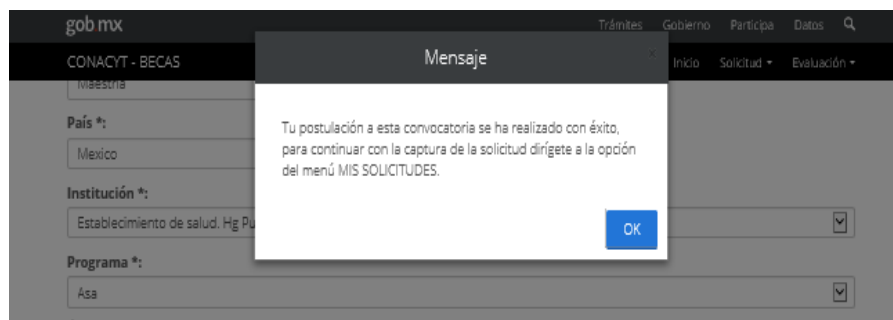 gob.mx
Trámites Gobierno Participa Datos
CONACYT - BECAS
Inicio Solicitud Evaluación
Mensaje
×
Maestría
Tu postulación a esta convocatoria se ha realizado con éxito,
para continuar con la captura de la solicitud dirígete a la opción
del menú MIS SOLICITUDES.
OK
País *:
Mexico
Institución *:
Establecimiento de salud. Hg Pu
Programa *:
Asa